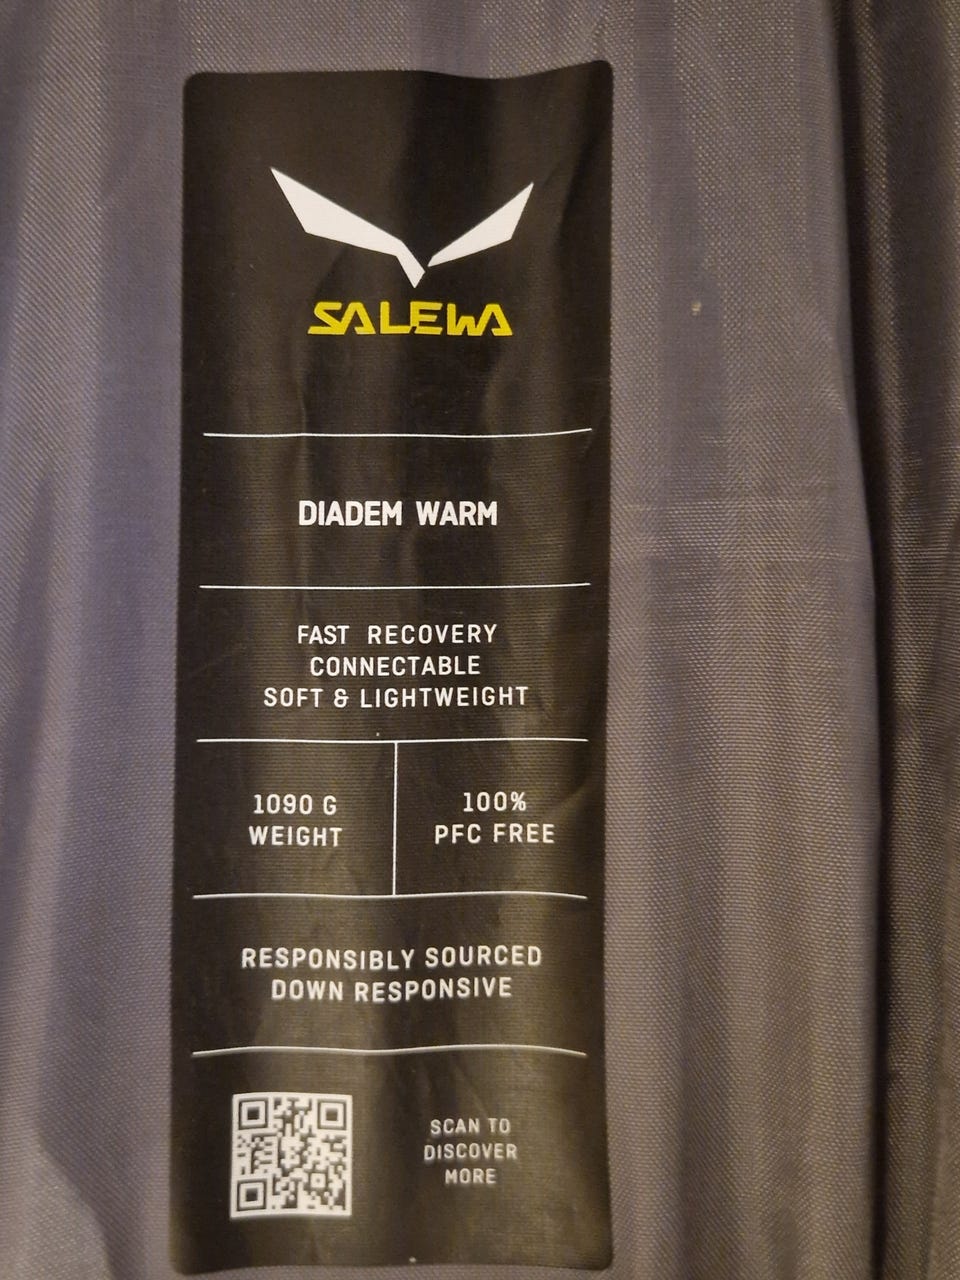 SALEWA
DIADEM WARM
FAST RECOVERY
CONNECTABLE
SOFT & LIGHTWEIGHT
1090 G
WEIGHT
100%
PFC FREE
RESPONSIBLY SOURCED
DOWN RESPONSIVE
SCAN TO
DISCOVER
MORE